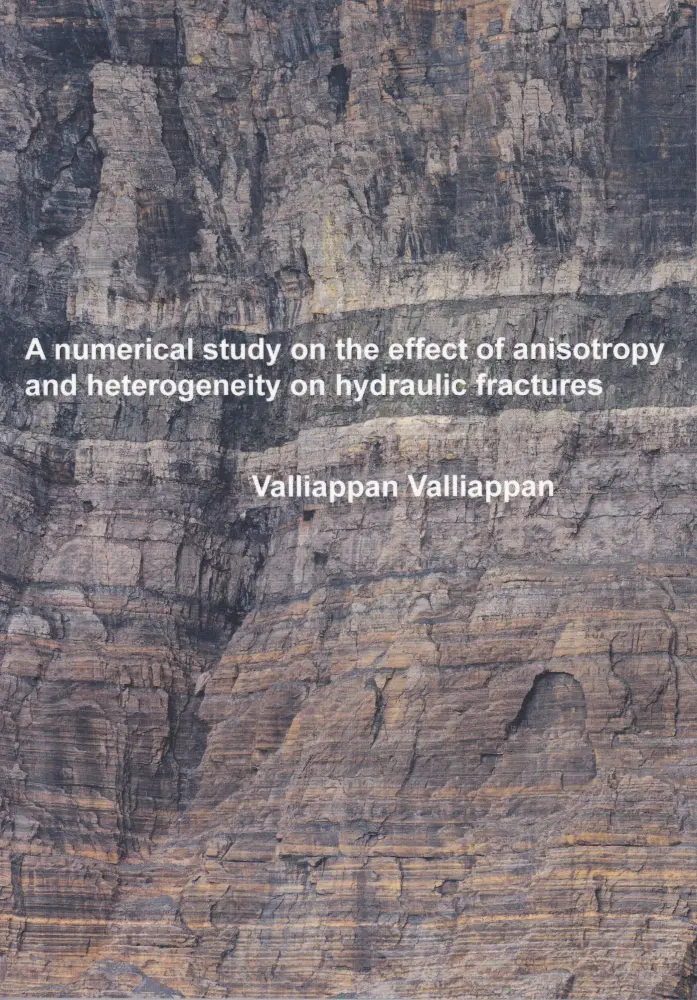 A numerical study on the effect of anisotropy
and heterogeneity on hydraulic fractures
Valliappan Valliappan